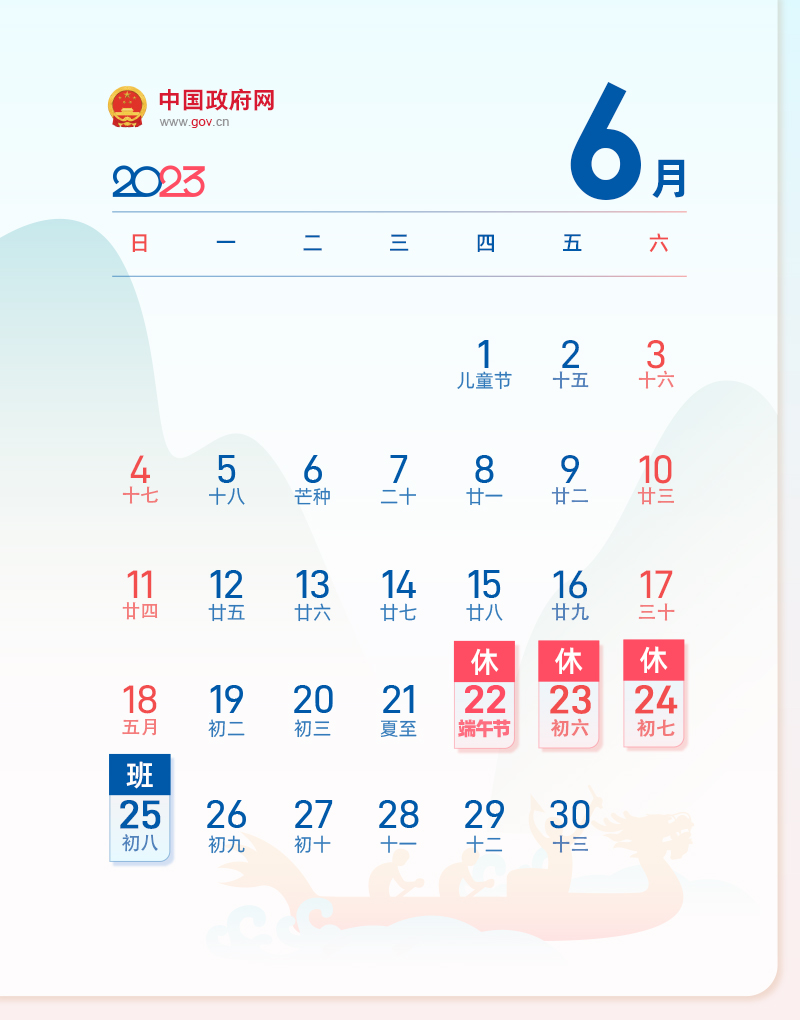 中国政府网
www.gov.cn
2023
6月
日 一 二 三 四 五 六
1 2 3
儿童节 十五 十六
4 5 6 7 8 9 10
十七 十八 芒种 二十 廿一 廿二 廿三
11 12 13 14 15 16 17
廿四 廿五 廿六 廿七 廿八 廿九 三十
休 休 休
18 19 20 21 22 23 24
五月 初二 初三 夏至 端午节 初六 初七
班
25 26 27 28 29 30
初八 初九 初十 十一 十二 十三